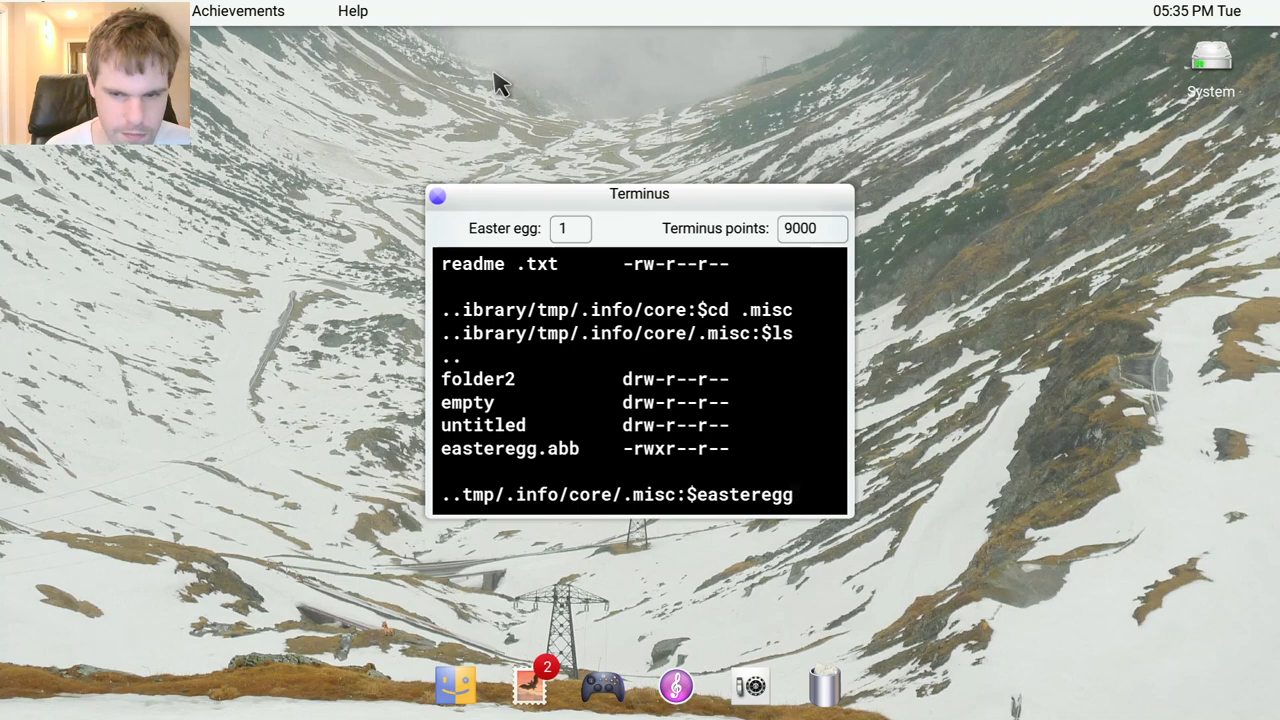 Achievements Help 05:35 PM Tue
System
Terminus
Easter egg: 1 Terminus points: 9000
readme .txt -rw-r--r--
..ibrary/tmp/.info/core:$cd .misc
..ibrary/tmp/.info/core/.misc:$ls
..
folder2 drw-r--r--
empty drw-r--r--
untitled drw-r--r--
easteregg.abb -rwxr--r--
..tmp/.info/core/.misc:$easteregg
2